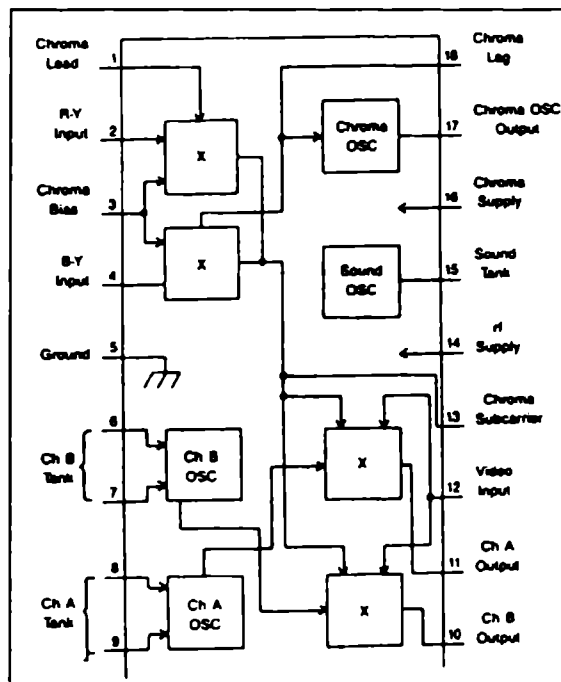 Chroma
Lead
1
R-Y
Input
2
Chroma
Bias
3
B-Y
Input
4
Ground
5
Ch B
Tank
6
7
Ch A
Tank
8
9
X
X
Chroma
OSC
Sound
OSC
Ch B
OSC
Ch A
OSC
X
X
18
Chroma
Lag
17
Chroma OSC
Output
16
Chroma
Supply
15
Sound
Tank
14
rf
Supply
13
Chroma
Subcarrier
12
Video
Input
11
Ch A
Output
10
Ch B
Output